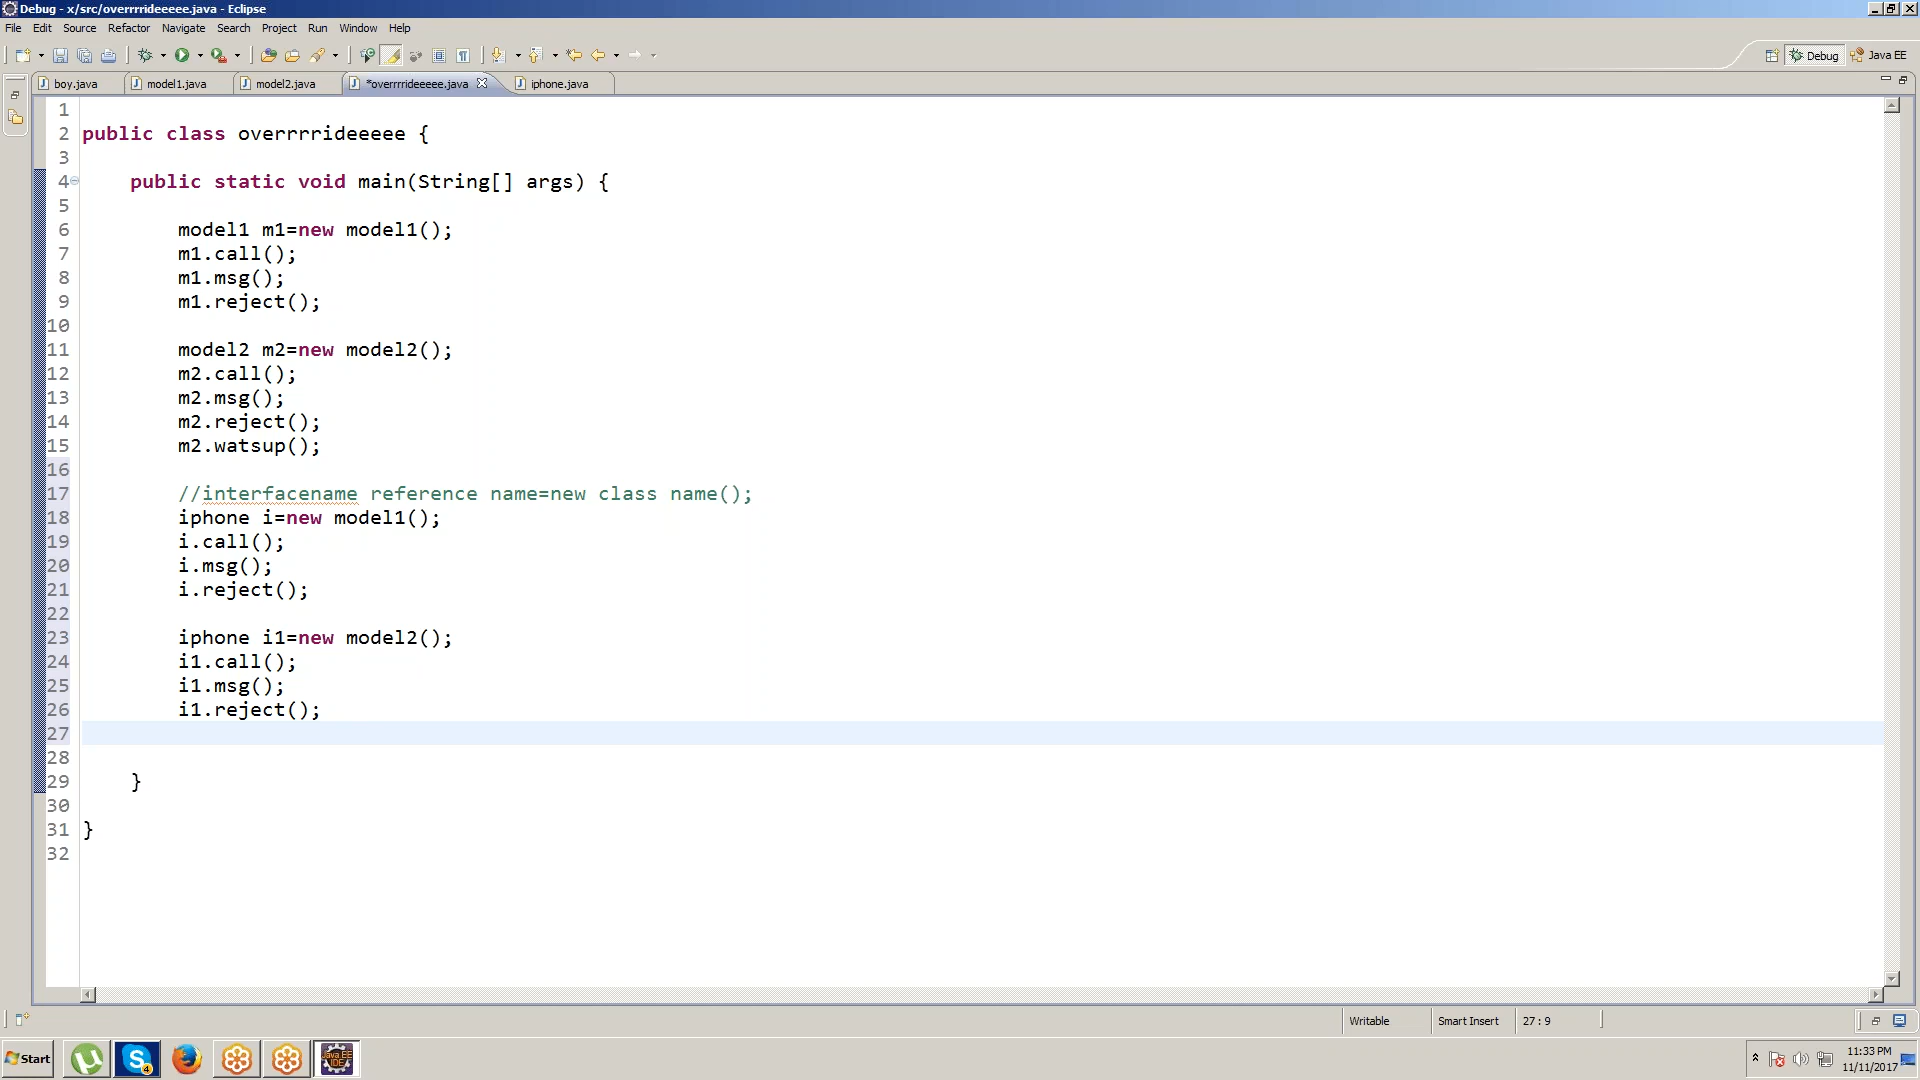 Debug - x/src/overrrrideeeee.java - Eclipse
File Edit Source Refactor Navigate Search Project Run Window Help
Debug Java EE
boy.java model1.java model2.java *overrrrideeeee.java iphone.java
1
2 public class overrrrideeeee {
3
4 public static void main(String[] args) {
5
6 model1 m1=new model1();
7 m1.call();
8 m1.msg();
9 m1.reject();
10
11 model2 m2=new model2();
12 m2.call();
13 m2.msg();
14 m2.reject();
15 m2.watsup();
16
17 //interfacename reference name=new class name();
18 iphone i=new model1();
19 i.call();
20 i.msg();
21 i.reject();
22
23 iphone i1=new model2();
24 i1.call();
25 i1.msg();
26 i1.reject();
27
28
29 }
30
31 }
32
Writable Smart Insert 27 : 9
Start S 4 Java EE IDE 11:33 PM
11/11/2017